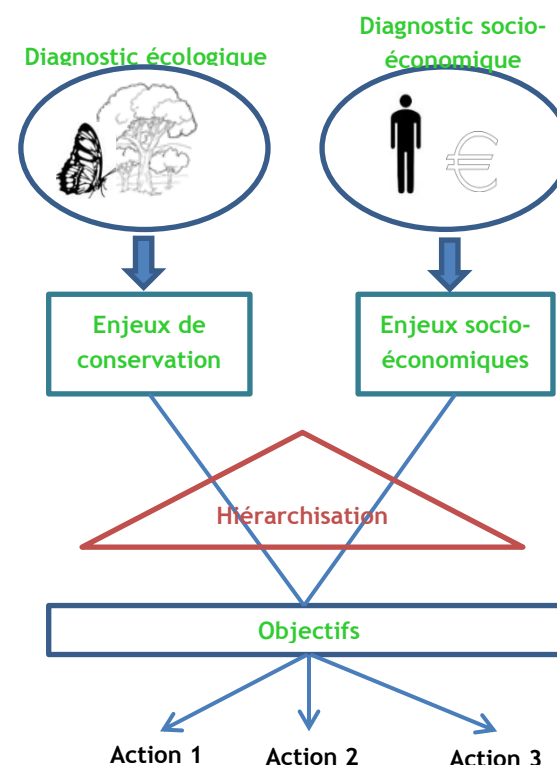 Diagnostic socio-
économique
Diagnostic écologique
€
Enjeux de
conservation
Enjeux socio-
économiques
Hiérarchisation
Objectifs
Action 1
Action 2
Action 3